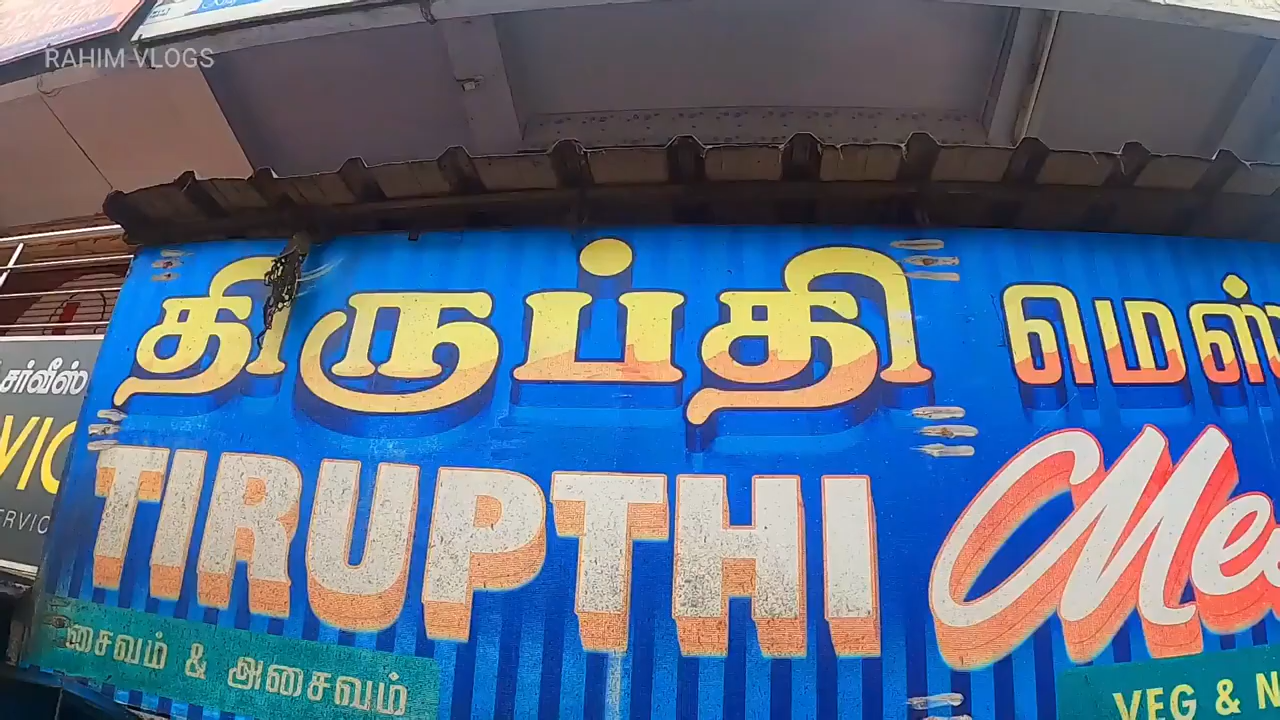 RAHIM VLOGS
திருப்தி மெஸ்
TIRUPTHI
சர்வீஸ்
சைவம் & அசைவம்
VEG &